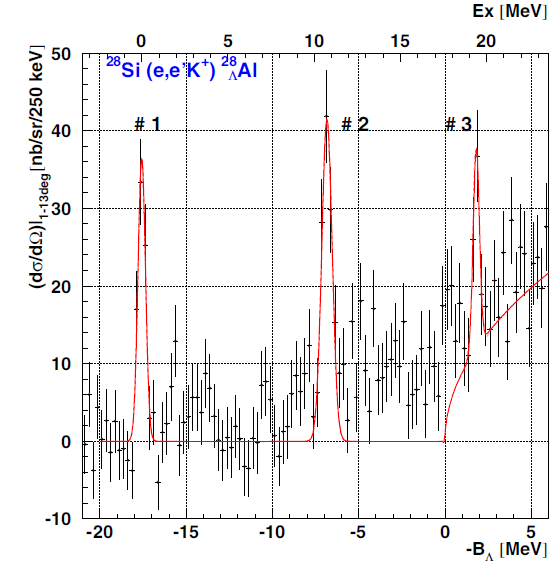 Ex [MeV]
0 5 10 15 20
28Si (e,e'K+) 28ΛAl
(dσ/dΩ)|1-13deg[nb/sr/250 keV]
50
40
30
20
10
0
-10
# 1
# 2
# 3
-20 -15 -10 -5 0 5
-BΛ [MeV]